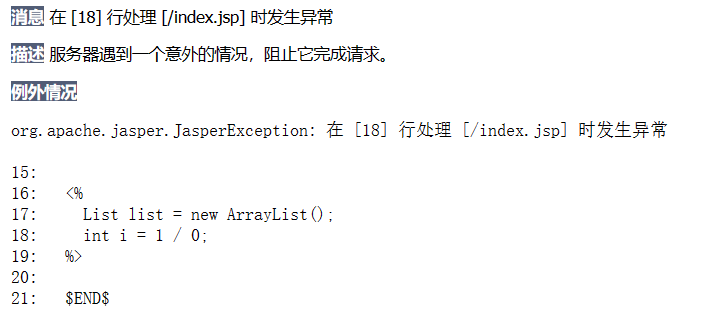 消息 在 [18] 行处理 [/index.jsp] 时发生异常
描述 服务器遇到一个意外的情况，阻止它完成请求。
例外情况
org.apache.jasper.JasperException: 在 [18] 行处理 [/index.jsp] 时发生异常
15:
16:   <%
17:     List list = new ArrayList();
18:     int i = 1 / 0;
19:   %>
20:
21:   $END$